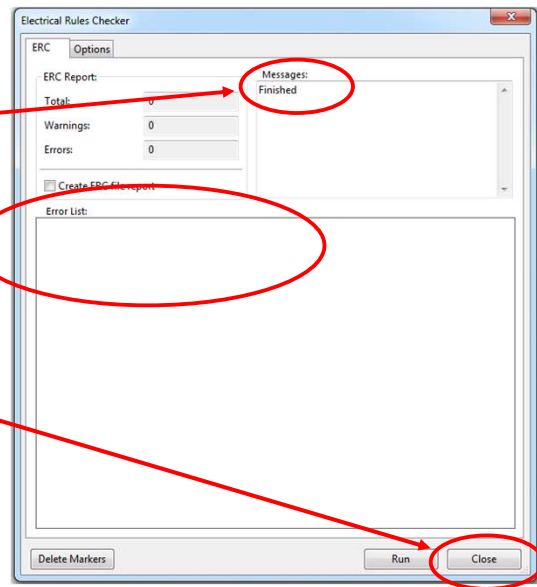 Electrical Rules Checker
ERC Options
ERC Report:
Total: 0
Warnings: 0
Errors: 0
Create ERC file report
Messages:
Finished
Error List:
Delete Markers Run Close